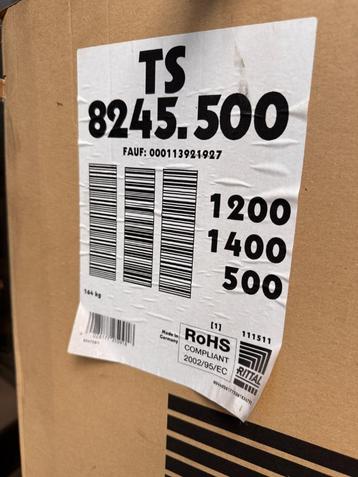 TS
8245.500
FAUF: 000113921927
1200
1400
500
164 kg
[1]
111511
Made in
Germany
RoHS
COMPLIANT
2002/95/EC
RITTAL